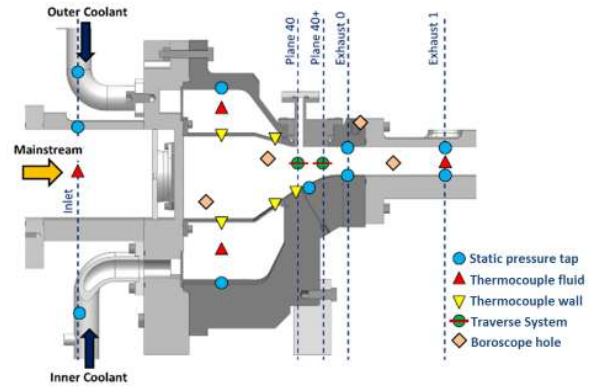 Outer Coolant
Plane 40
Plane 40+
Exhaust 0
Exhaust 1
Mainstream
Inlet
Static pressure tap
Thermocouple fluid
Thermocouple wall
Traverse System
Boroscope hole
Inner Coolant